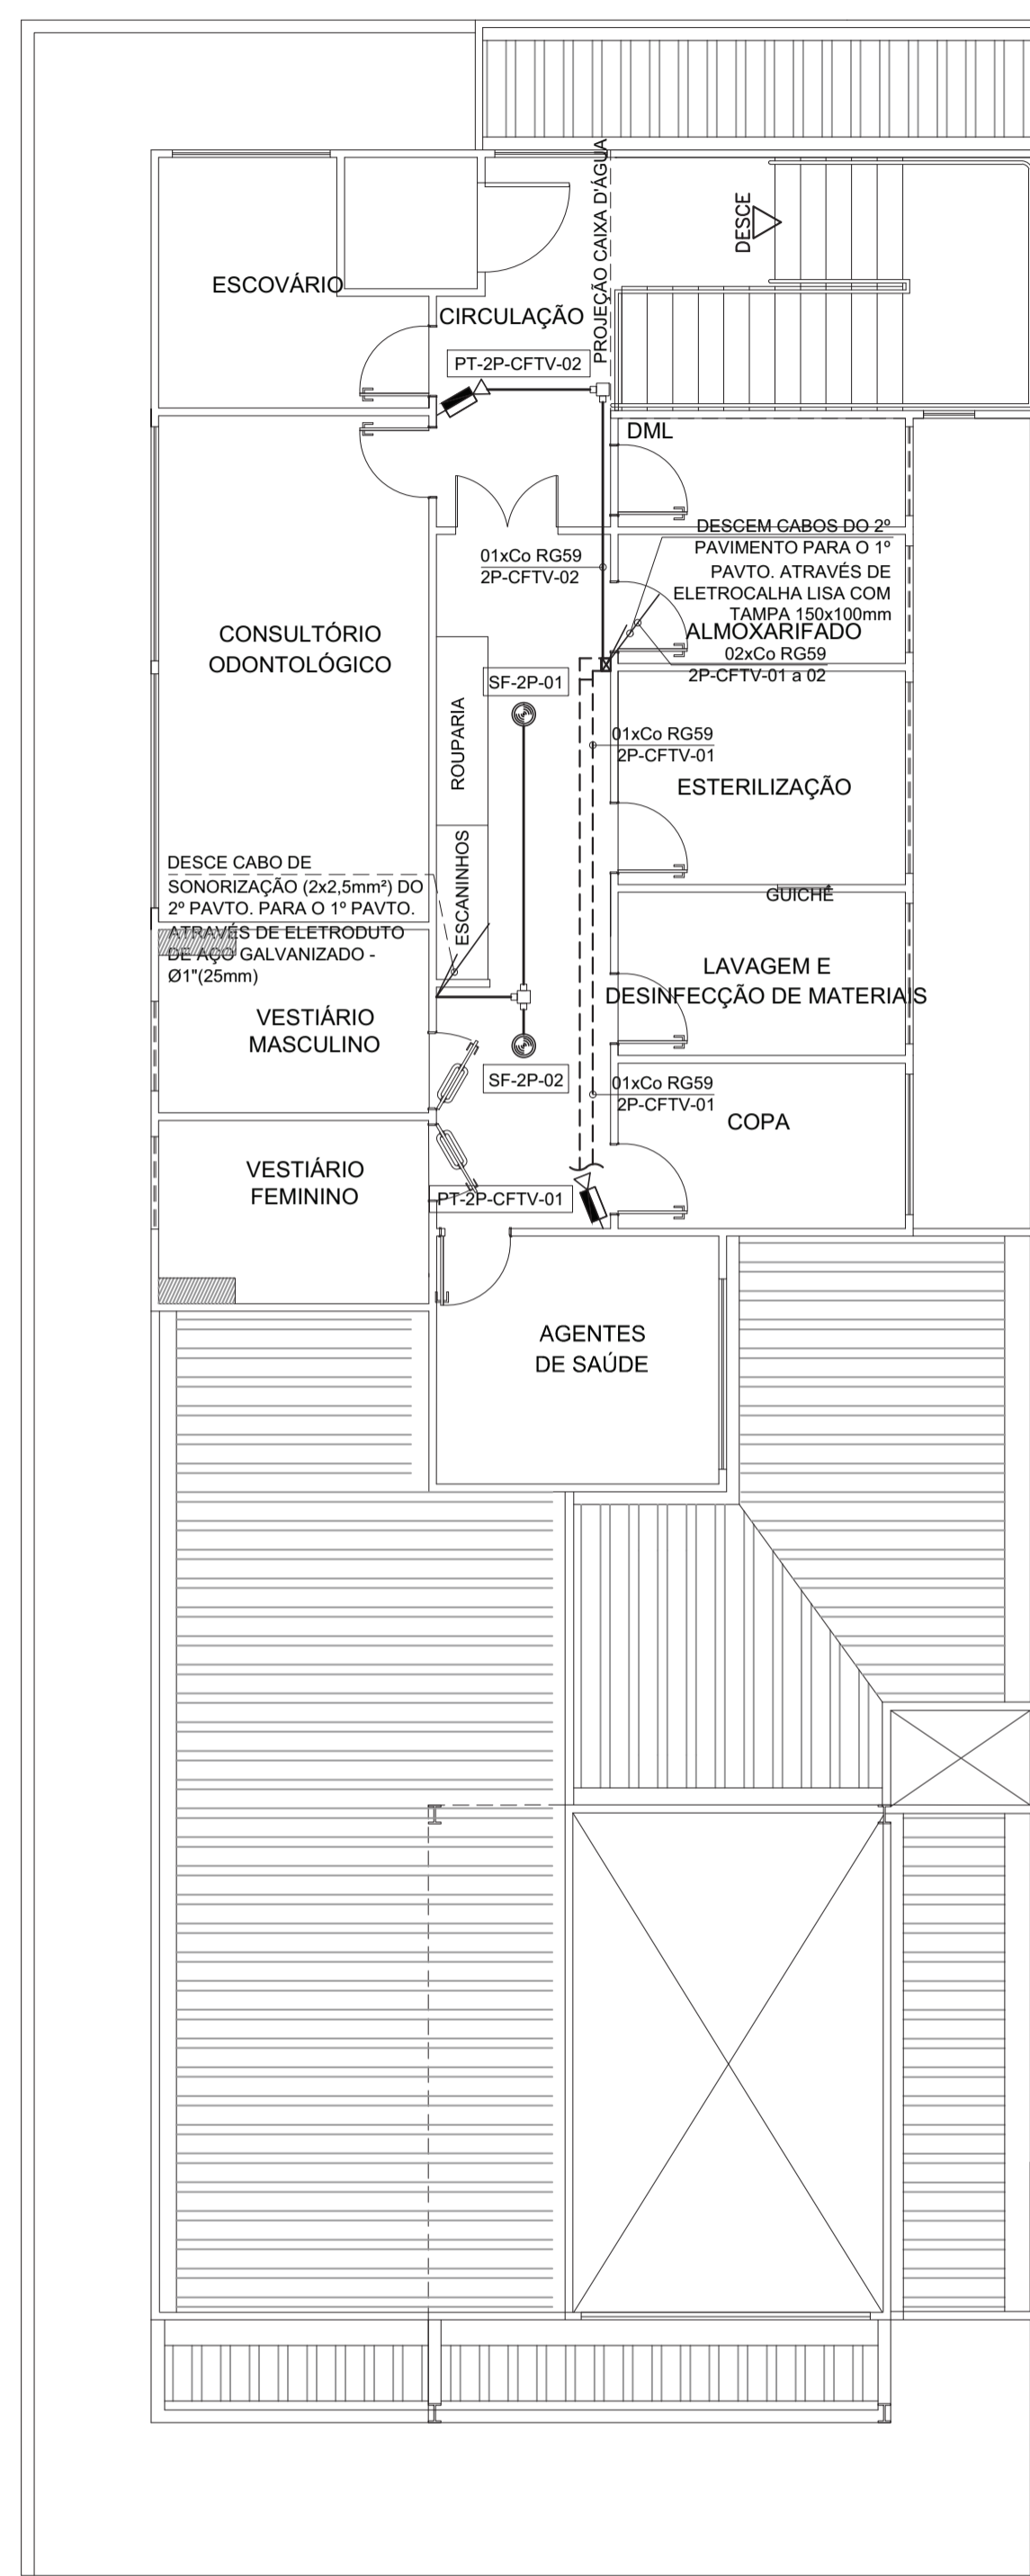 PROJEÇÃO CAIXA D'ÁGUA
DESCE
ESCOVÁRIO
CIRCULAÇÃO
PT-2P-CFTV-02
DML
DESCEM CABOS DO 2º
PAVIMENTO PARA O 1º
PAVTO. ATRAVÉS DE
ELETROCALHA LISA COM
TAMPA 150x100mm
01xCo RG59
2P-CFTV-02
CONSULTÓRIO
ODONTOLÓGICO
ALMOXARIFADO
02xCo RG59
2P-CFTV-01 a 02
SF-2P-01
ROUPARIA
01xCo RG59
2P-CFTV-01
ESTERILIZAÇÃO
ESCANINHOS
DESCE CABO DE
SONORIZAÇÃO (2x2,5mm²) DO
2º PAVTO. PARA O 1º PAVTO.
ATRAVÉS DE ELETRODUTO
DE AÇO GALVANIZADO -
Ø1"(25mm)
GUICHÊ
LAVAGEM E
DESINFECÇÃO DE MATERIAIS
VESTIÁRIO
MASCULINO
SF-2P-02
01xCo RG59
2P-CFTV-01
COPA
VESTIÁRIO
FEMININO
PT-2P-CFTV-01
AGENTES
DE SAÚDE